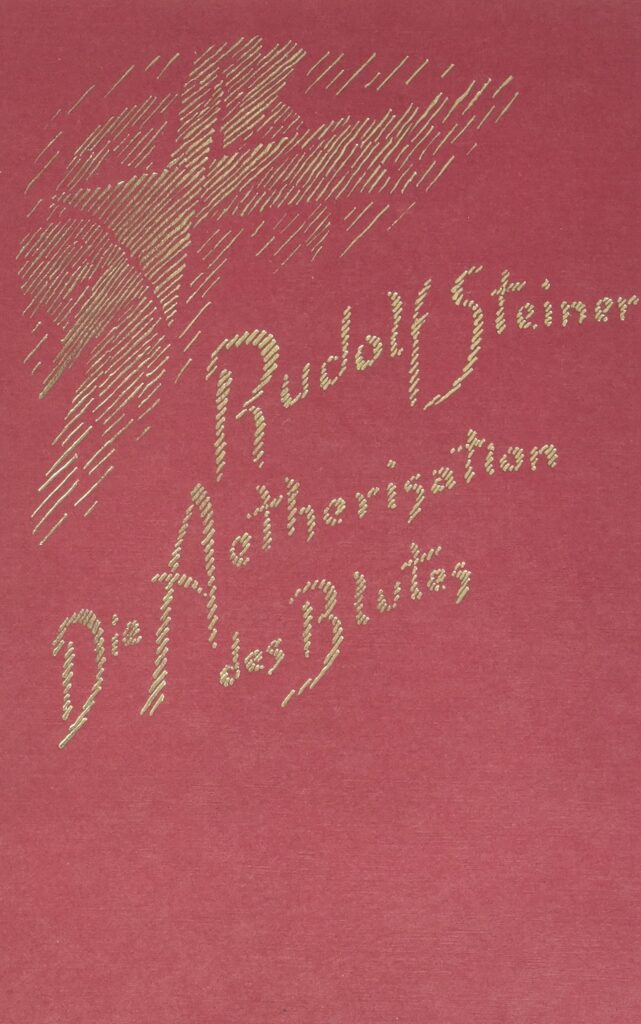 Rudolf Steiner
Die Aetherisation
des Blutes